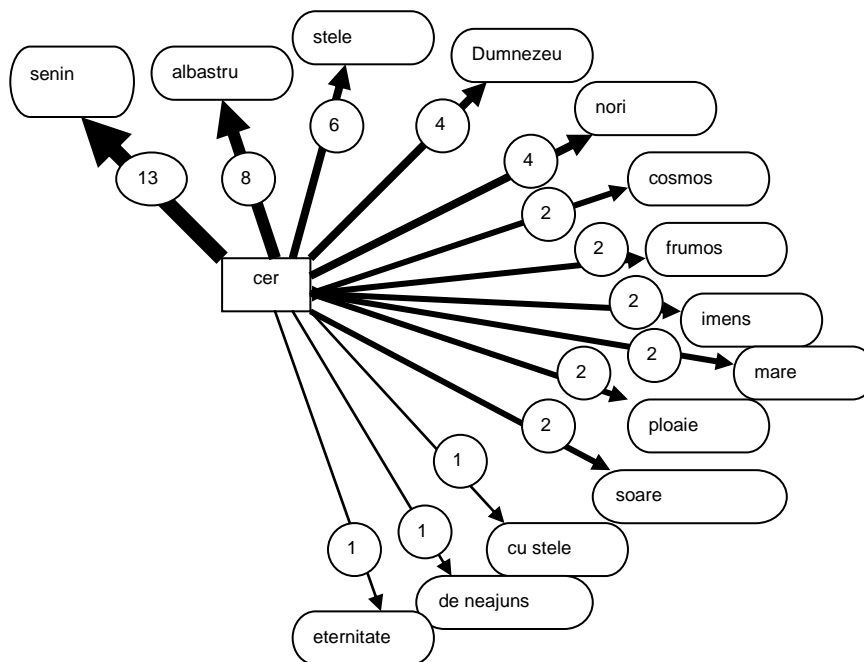 stele
Dumnezeu
senin
albastru
nori
6
4
4
13
8
cosmos
2
frumos
2
cer
imens
2
mare
2
ploaie
2
soare
2
cu stele
1
de neajuns
1
eternitate
1